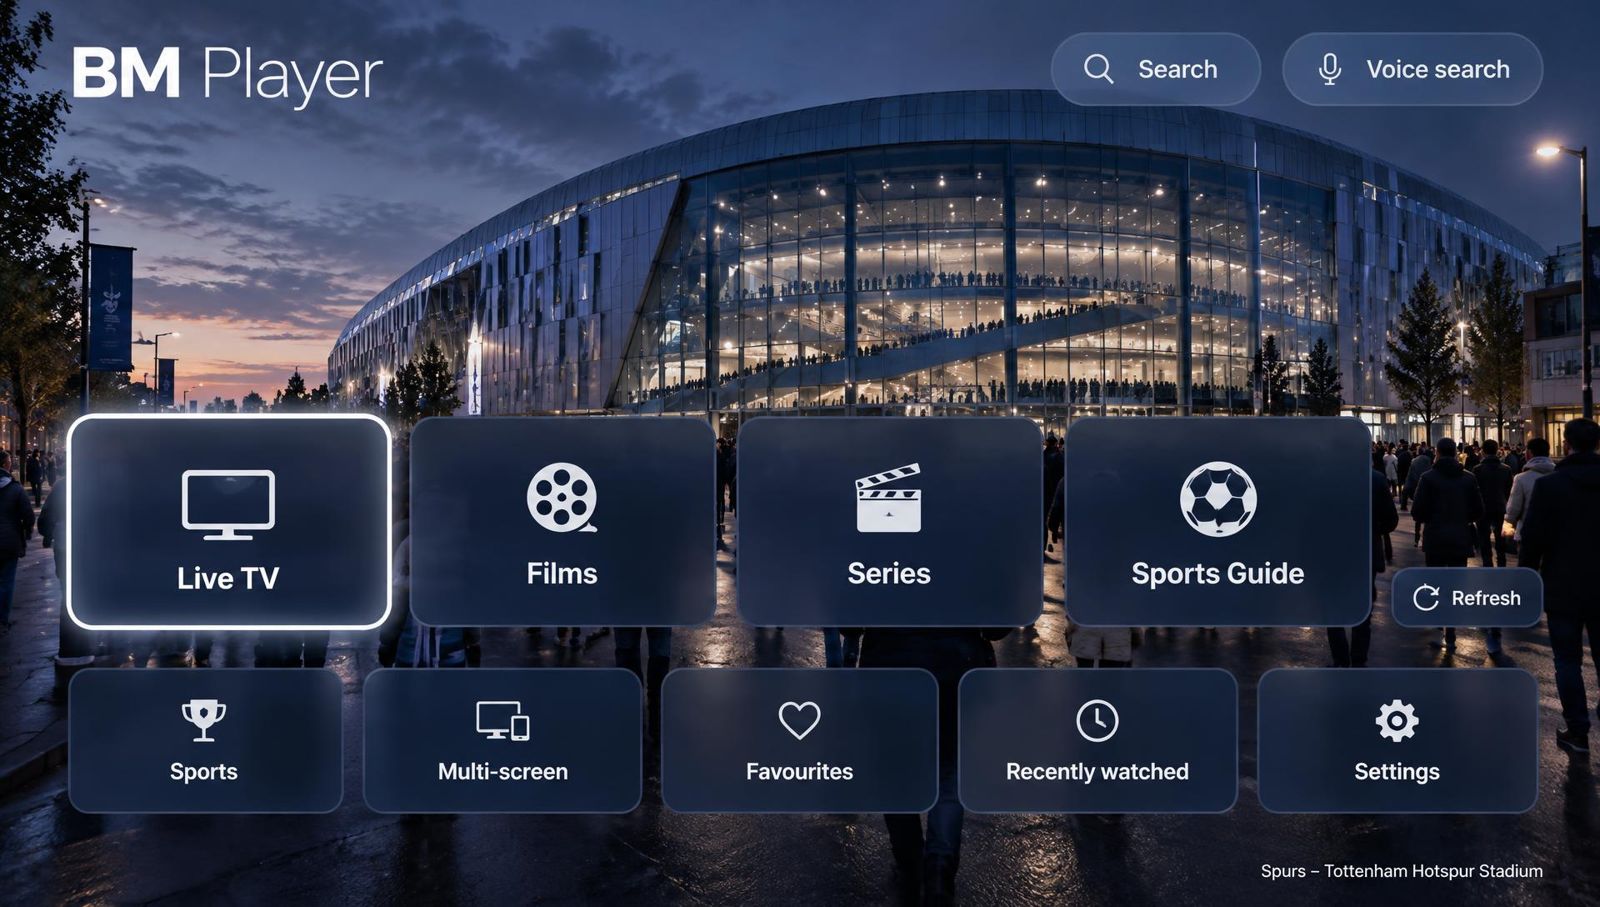 BM Player
Search
Voice search
Live TV
Films
Series
Sports Guide
Refresh
Sports
Multi-screen
Favourites
Recently watched
Settings
Spurs – Tottenham Hotspur Stadium